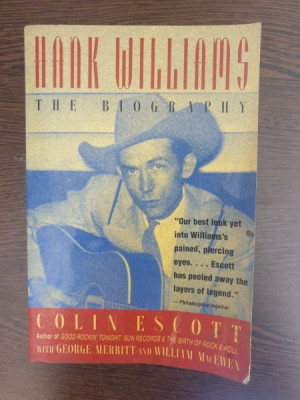 HANK WILLIAMS
THE BIOGRAPHY
"Our best look yet
into Williams's
pained, piercing
eyes. . . . Escott
has peeled away the
layers of legend."
—Philadelphia Inquirer
COLIN ESCOTT
Author of GOOD ROCKIN' TONIGHT: SUN RECORDS & THE BIRTH OF ROCK & ROLL
WITH GEORGE MERRITT AND WILLIAM MacEWEN